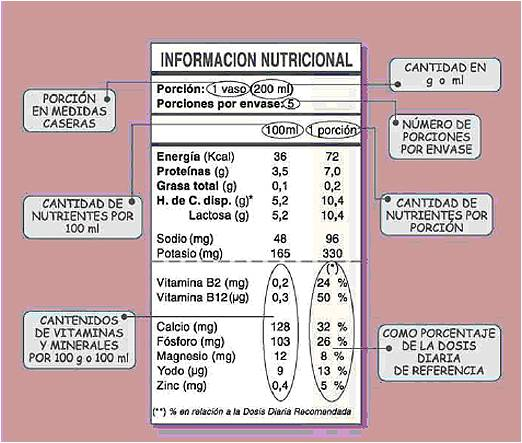 INFORMACION NUTRICIONAL
Porción: 1 vaso 200 ml
Porciones por envase: 5
100ml 1 porción
Energía (Kcal) 36 72
Proteínas (g) 3,5 7,0
Grasa total (g) 0,1 0,2
H. de C. disp. (g)* 5,2 10,4
Lactosa (g) 5,2 10,4
Sodio (mg) 48 96
Potasio (mg) 165 330
(*)
Vitamina B2 (mg) 0,2 24 %
Vitamina B12 (µg) 0,3 50 %
Calcio (mg) 128 32 %
Fósforo (mg) 103 26 %
Magnesio (mg) 12 8 %
Yodo (µg) 9 13 %
Zinc (mg) 0,4 5 %
(**) % en relación a la Dosis Diaria Recomendada
PORCIÓN
EN MEDIDAS
CASERAS
CANTIDAD DE
NUTRIENTES POR
100 ml
CONTENIDOS
DE VITAMINAS
Y MINERALES
POR 100 g o 100 ml
CANTIDAD EN
g o ml
NÚMERO DE
PORCIONES
POR ENVASE
CANTIDAD DE
NUTRIENTES POR
PORCIÓN
COMO PORCENTAJE
DE LA DOSIS
DIARIA
DE REFERENCIA